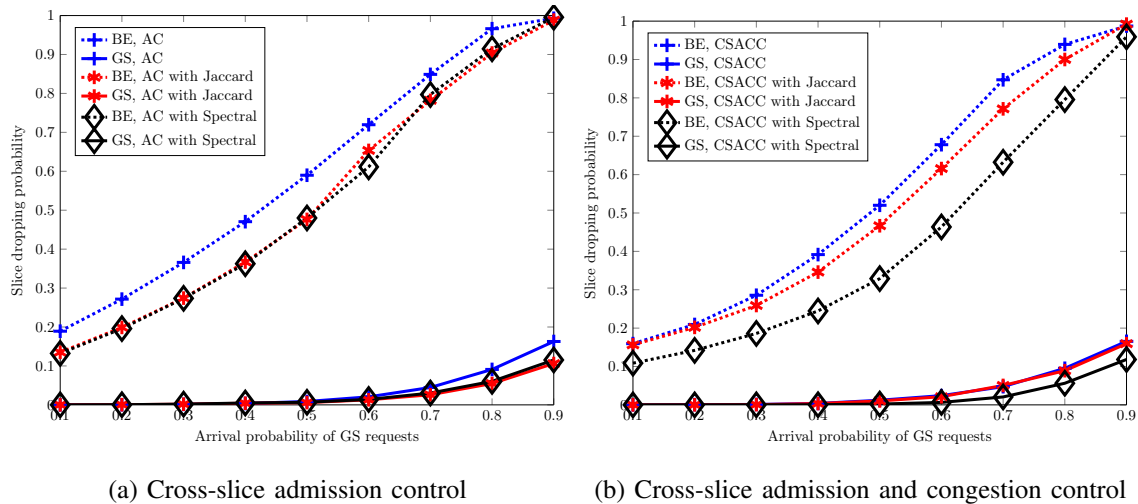 1
0.9
0.8
0.7
0.6
0.5
0.4
0.3
0.2
0.1
0
Slice dropping probability
BE, AC
GS, AC
BE, AC with Jaccard
GS, AC with Jaccard
BE, AC with Spectral
GS, AC with Spectral
0.1 0.2 0.3 0.4 0.5 0.6 0.7 0.8 0.9
Arrival probability of GS requests
(a) Cross-slice admission control
1
0.9
0.8
0.7
0.6
0.5
0.4
0.3
0.2
0.1
0
Slice dropping probability
BE, CSACC
GS, CSACC
BE, CSACC with Jaccard
GS, CSACC with Jaccard
BE, CSACC with Spectral
GS, CSACC with Spectral
0.1 0.2 0.3 0.4 0.5 0.6 0.7 0.8 0.9
Arrival probability of GS requests
(b) Cross-slice admission and congestion control